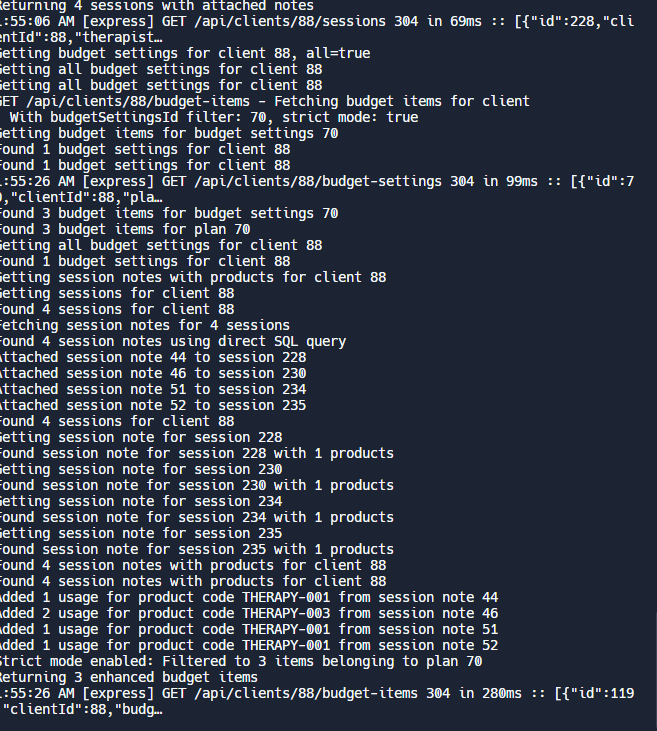 Returning 4 sessions with attached notes
:55:06 AM [express] GET /api/clients/88/sessions 304 in 69ms :: [{"id":228,"cli
entId":88,"therapist…
Getting budget settings for client 88, all=true
Getting all budget settings for client 88
Getting all budget settings for client 88
GET /api/clients/88/budget-items - Fetching budget items for client
With budgetSettingsId filter: 70, strict mode: true
Getting budget items for budget settings 70
Found 1 budget settings for client 88
Found 1 budget settings for client 88
:55:26 AM [express] GET /api/clients/88/budget-settings 304 in 99ms :: [{"id":7
0,"clientId":88,"pla…
Found 3 budget items for budget settings 70
Found 3 budget items for plan 70
Getting all budget settings for client 88
Found 1 budget settings for client 88
Getting session notes with products for client 88
Getting sessions for client 88
Found 4 sessions for client 88
Fetching session notes for 4 sessions
Found 4 session notes using direct SQL query
Attached session note 44 to session 228
Attached session note 46 to session 230
Attached session note 51 to session 234
Attached session note 52 to session 235
Found 4 sessions for client 88
Getting session note for session 228
Found session note for session 228 with 1 products
Getting session note for session 230
Found session note for session 230 with 1 products
Getting session note for session 234
Found session note for session 234 with 1 products
Getting session note for session 235
Found session note for session 235 with 1 products
Found 4 session notes with products for client 88
Found 4 session notes with products for client 88
Added 1 usage for product code THERAPY-001 from session note 44
Added 2 usage for product code THERAPY-003 from session note 46
Added 1 usage for product code THERAPY-001 from session note 51
Added 1 usage for product code THERAPY-001 from session note 52
Strict mode enabled: Filtered to 3 items belonging to plan 70
Returning 3 enhanced budget items
:55:26 AM [express] GET /api/clients/88/budget-items 304 in 280ms :: [{"id":119
"clientId":88,"budg…